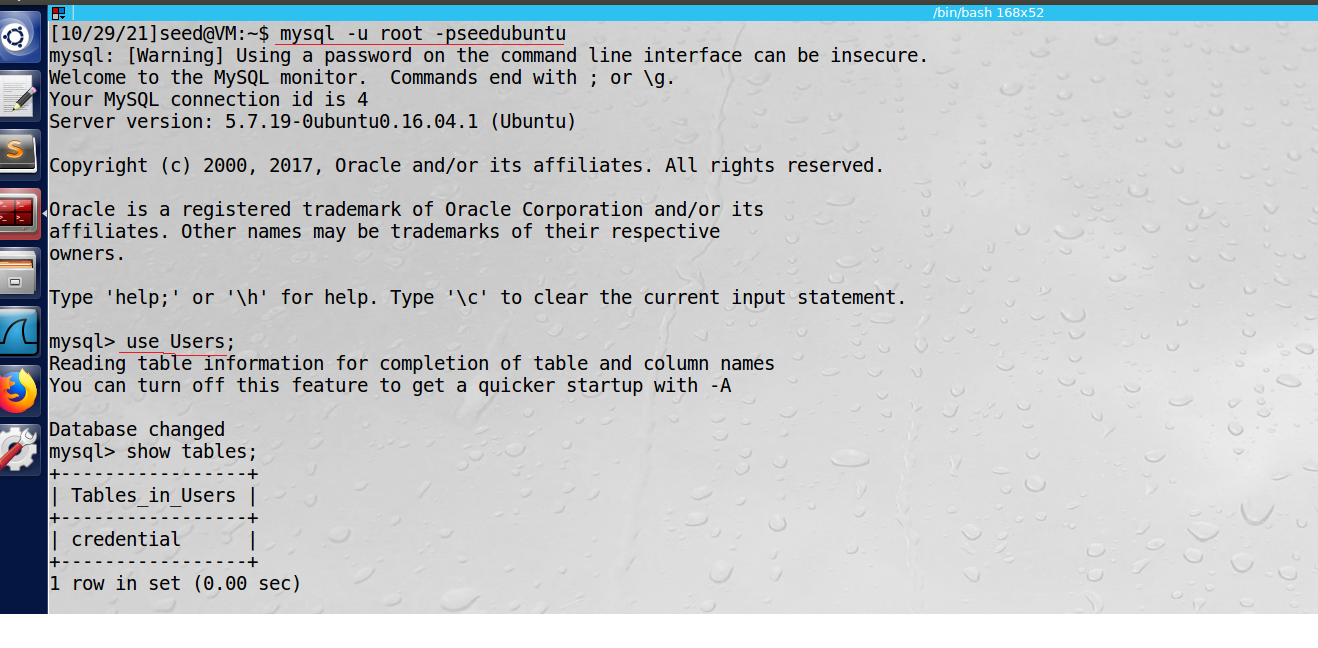 /bin/bash 168x52
[10/29/21]seed@VM:~$ mysql -u root -pseedubuntu
mysql: [Warning] Using a password on the command line interface can be insecure.
Welcome to the MySQL monitor.  Commands end with ; or \g.
Your MySQL connection id is 4
Server version: 5.7.19-0ubuntu0.16.04.1 (Ubuntu)

Copyright (c) 2000, 2017, Oracle and/or its affiliates. All rights reserved.

Oracle is a registered trademark of Oracle Corporation and/or its
affiliates. Other names may be trademarks of their respective
owners.

Type 'help;' or '\h' for help. Type '\c' to clear the current input statement.

mysql> use Users;
Reading table information for completion of table and column names
You can turn off this feature to get a quicker startup with -A

Database changed
mysql> show tables;
+-----------------+
| Tables_in_Users |
+-----------------+
| credential      |
+-----------------+
1 row in set (0.00 sec)